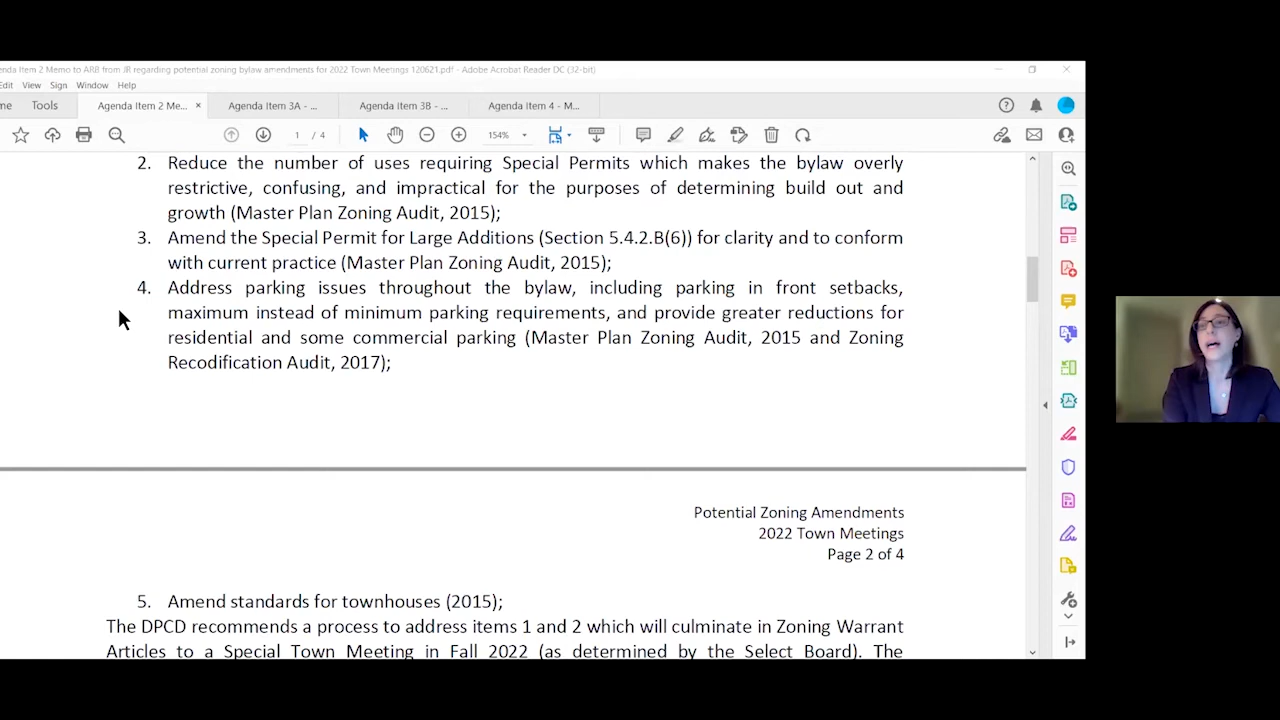 enda Item 2 Memo to ARB from JR regarding potential zoning bylaw amendments for 2022 Town Meetings 120621.pdf - Adobe Acrobat Reader DC (32-bit)
Edit View Sign Window Help
me Tools Agenda Item 2 Me... × Agenda Item 3A - ... Agenda Item 3B - ... Agenda Item 4 - M...
1 / 4 154%
2. Reduce the number of uses requiring Special Permits which makes the bylaw overly
restrictive, confusing, and impractical for the purposes of determining build out and
growth (Master Plan Zoning Audit, 2015);
3. Amend the Special Permit for Large Additions (Section 5.4.2.B(6)) for clarity and to conform
with current practice (Master Plan Zoning Audit, 2015);
4. Address parking issues throughout the bylaw, including parking in front setbacks,
maximum instead of minimum parking requirements, and provide greater reductions for
residential and some commercial parking (Master Plan Zoning Audit, 2015 and Zoning
Recodification Audit, 2017);
Potential Zoning Amendments
2022 Town Meetings
Page 2 of 4
5. Amend standards for townhouses (2015);
The DPCD recommends a process to address items 1 and 2 which will culminate in Zoning Warrant
Articles to a Special Town Meeting in Fall 2022 (as determined by the Select Board). The